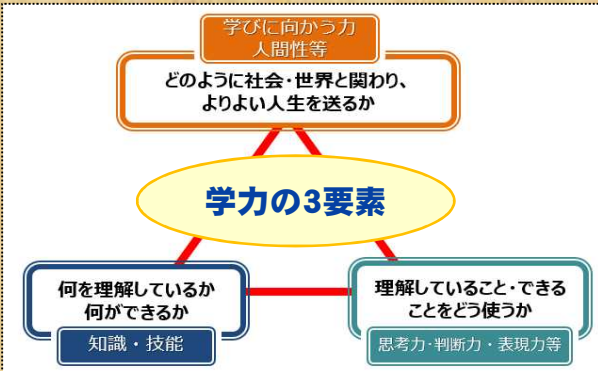 学びに向かう力
人間性等
どのように社会・世界と関わり、
よりよい人生を送るか
学力の3要素
何を理解しているか
何ができるか
知識・技能
理解していること・できる
ことをどう使うか
思考力・判断力・表現力等